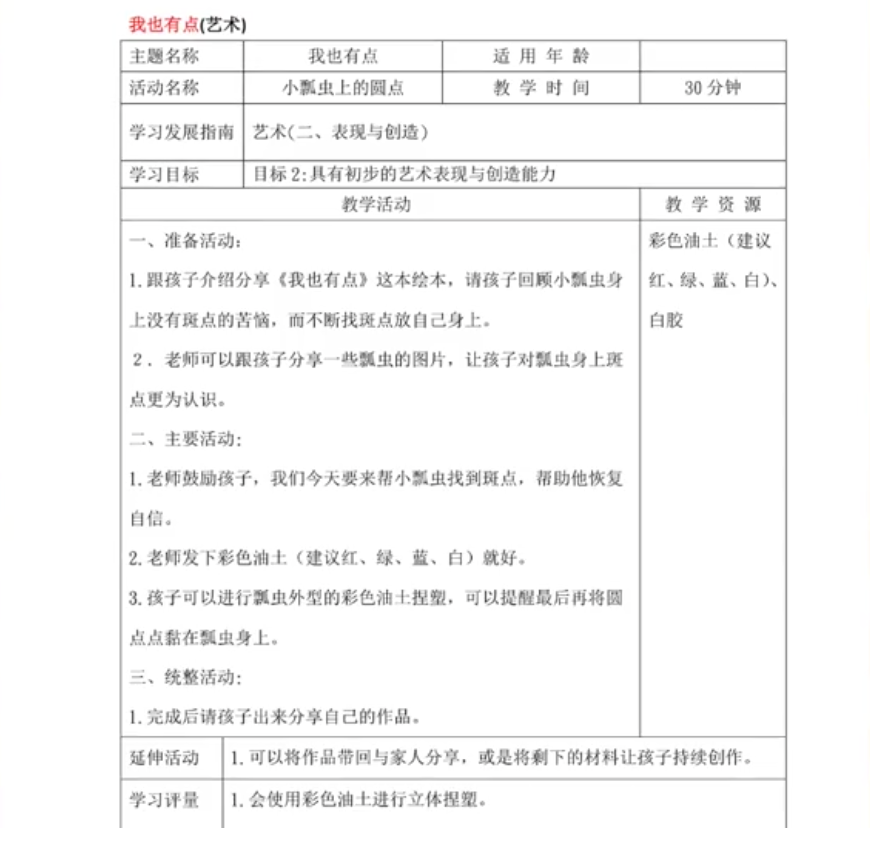 我也有点(艺术)
主题名称 我也有点 适用年龄
活动名称 小瓢虫上的圆点 教学时间 30分钟
学习发展指南 艺术(二、表现与创造)
学习目标 目标2:具有初步的艺术表现与创造能力
教学活动 教学资源
一、准备活动:
1.跟孩子介绍分享《我也有点》这本绘本，请孩子回顾小瓢虫身
上没有斑点的苦恼，而不断找斑点放自己身上。
2．老师可以跟孩子分享一些瓢虫的图片，让孩子对瓢虫身上斑
点更为认识。
二、主要活动:
1.老师鼓励孩子，我们今天要来帮小瓢虫找到斑点，帮助他恢复
自信。
2.老师发下彩色油土（建议红、绿、蓝、白）就好。
3.孩子可以进行瓢虫外型的彩色油土捏塑，可以提醒最后再将圆
点点黏在瓢虫身上。
三、统整活动:
1.完成后请孩子出来分享自己的作品。
彩色油土（建议
红、绿、蓝、白）、
白胶
延伸活动 1.可以将作品带回与家人分享，或是将剩下的材料让孩子持续创作。
学习评量 1.会使用彩色油土进行立体捏塑。